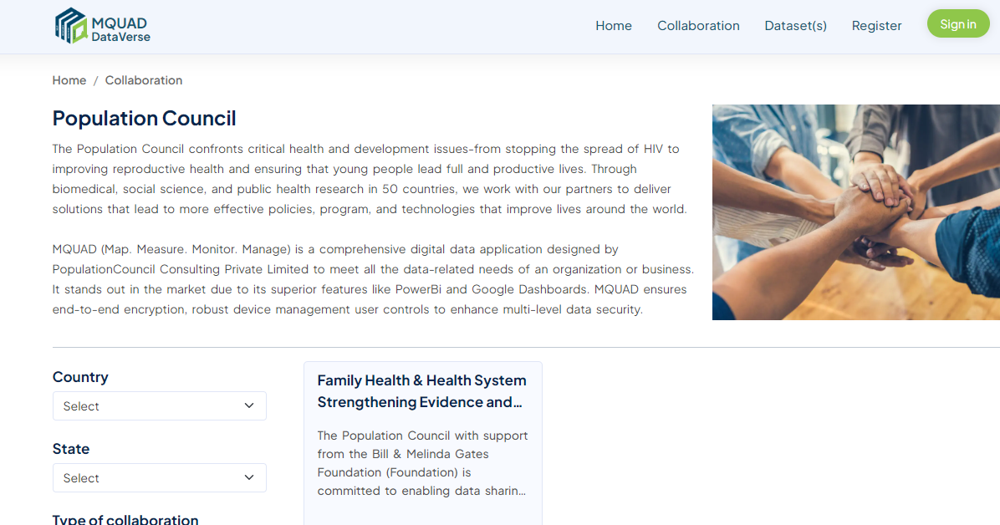 MQUAD
DataVerse
Home
Collaboration
Dataset(s)
Register
Sign in
Home / Collaboration
Population Council
The Population Council confronts critical health and development issues-from stopping the spread of HIV to
improving reproductive health and ensuring that young people lead full and productive lives. Through
biomedical, social science, and public health research in 50 countries, we work with our partners to deliver
solutions that lead to more effective policies, program, and technologies that improve lives around the world.
MQUAD (Map. Measure. Monitor. Manage) is a comprehensive digital data application designed by
PopulationCouncil Consulting Private Limited to meet all the data-related needs of an organization or business.
It stands out in the market due to its superior features like PowerBi and Google Dashboards. MQUAD ensures
end-to-end encryption, robust device management user controls to enhance multi-level data security.
Country
Select
State
Select
Type of collaboration
Family Health & Health System
Strengthening Evidence and...
The Population Council with support
from the Bill & Melinda Gates
Foundation (Foundation) is
committed to enabling data sharin...